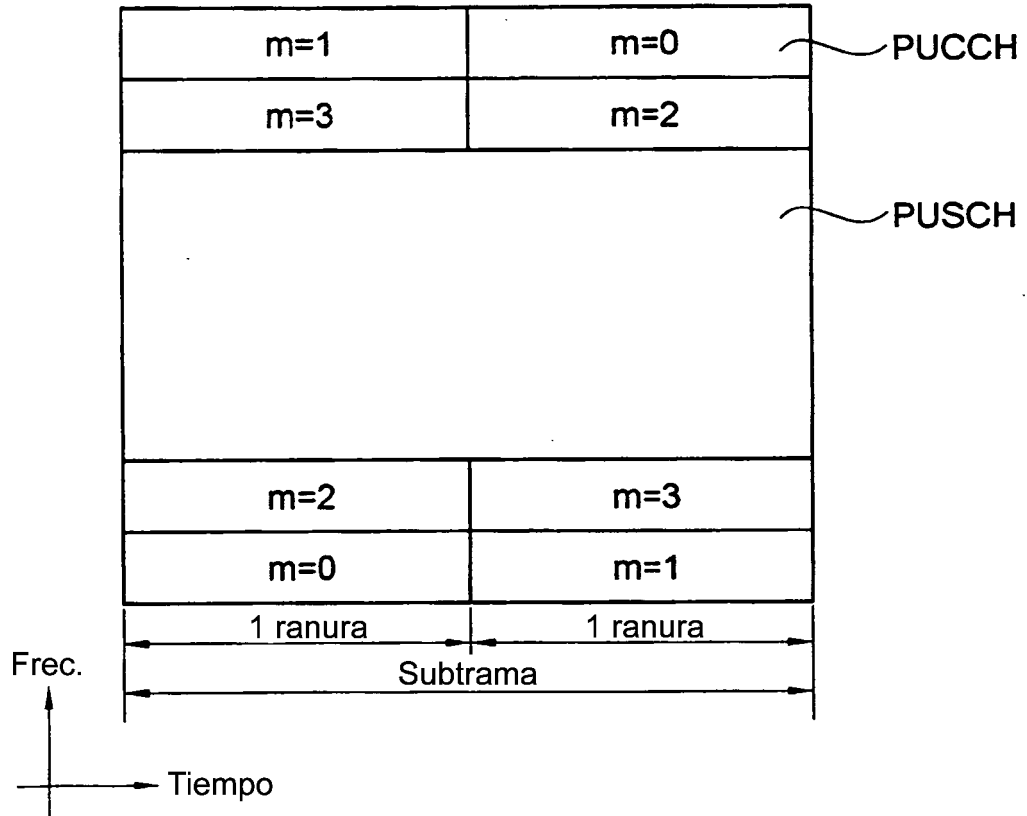 m=1 m=0 PUCCH
m=3 m=2
PUSCH
m=2 m=3
m=0 m=1
1 ranura 1 ranura
Subtrama
Frec.
Tiempo